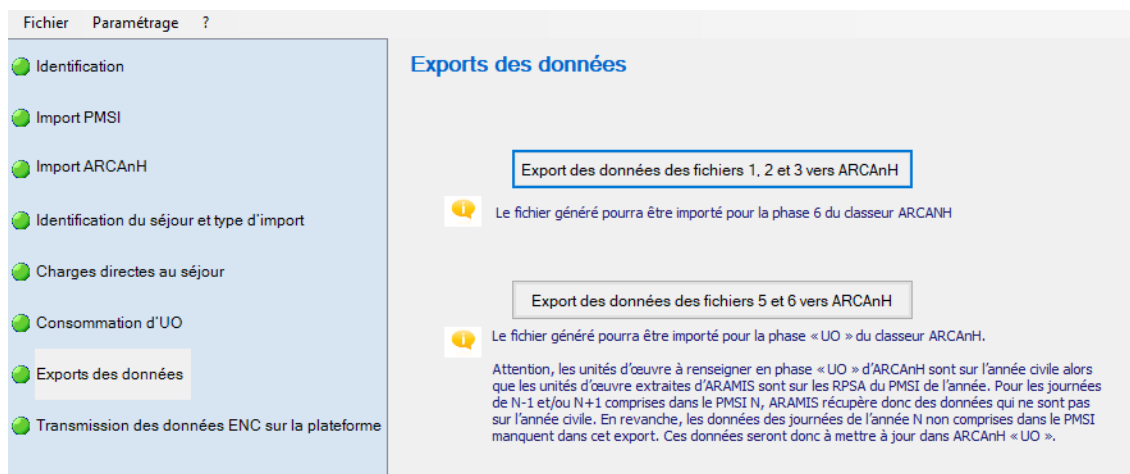 Fichier Paramétrage ?
Identification
Import PMSI
Import ARCAnH
Identification du séjour et type d'import
Charges directes au séjour
Consommation d'UO
Exports des données
Transmission des données ENC sur la plateforme
Exports des données
Export des données des fichiers 1, 2 et 3 vers ARCAnH
Le fichier généré pourra être importé pour la phase 6 du classeur ARCANH
Export des données des fichiers 5 et 6 vers ARCAnH
Le fichier généré pourra être importé pour la phase « UO » du classeur ARCAnH.
Attention, les unités d'œuvre à renseigner en phase « UO » d'ARCAnH sont sur l'année civile alors
que les unités d'œuvre extraites d'ARAMIS sont sur les RPSA du PMSI de l'année. Pour les journées
de N-1 et/ou N+1 comprises dans le PMSI N, ARAMIS récupère donc des données qui ne sont pas
sur l'année civile. En revanche, les données des journées de l'année N non comprises dans le PMSI
manquent dans cet export. Ces données seront donc à mettre à jour dans ARCAnH « UO ».